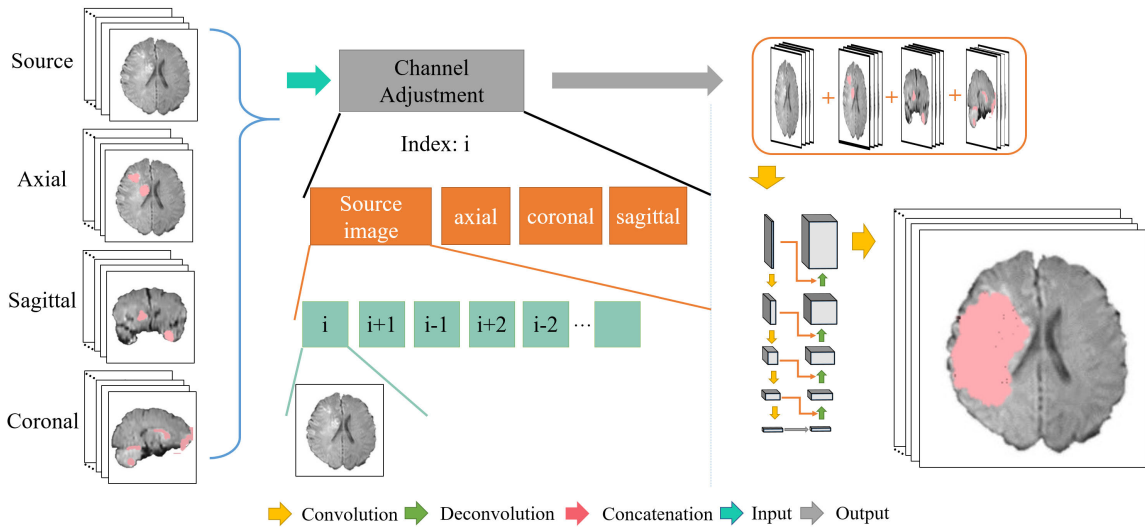 Source
Axial
Sagittal
Coronal
Channel
Adjustment
Index: i
Source
image
axial
coronal
sagittal
i
i+1
i-1
i+2
i-2
...
+
+
+
Convolution
Deconvolution
Concatenation
Input
Output